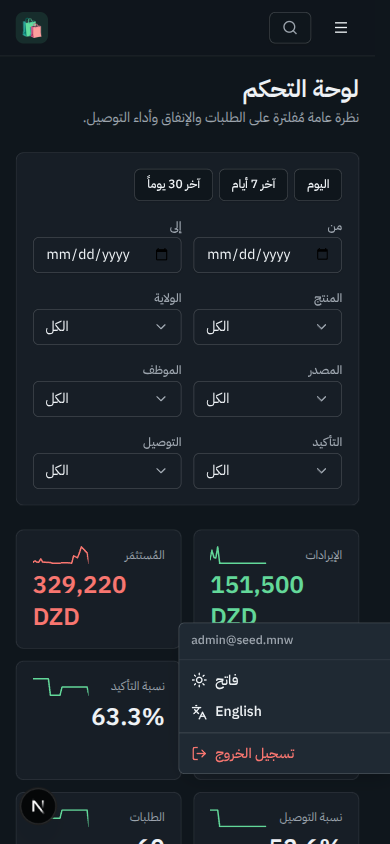 لوحة التحكم
نظرة عامة مُفلترة على الطلبات والإنفاق وأداء التوصيل.
اليوم
آخر 7 أيام
آخر 30 يوماً
من
إلى
mm/dd/yyyy
mm/dd/yyyy
المنتج
الولاية
الكل
الكل
المصدر
الموظف
الكل
الكل
التأكيد
التوصيل
الكل
الكل
الإيرادات
151,500
DZD
المُستثمَر
329,220
DZD
admin@seed.mnw
فاتح
English
تسجيل الخروج
نسبة التأكيد
63.3%
نسبة التوصيل
الطلبات
N